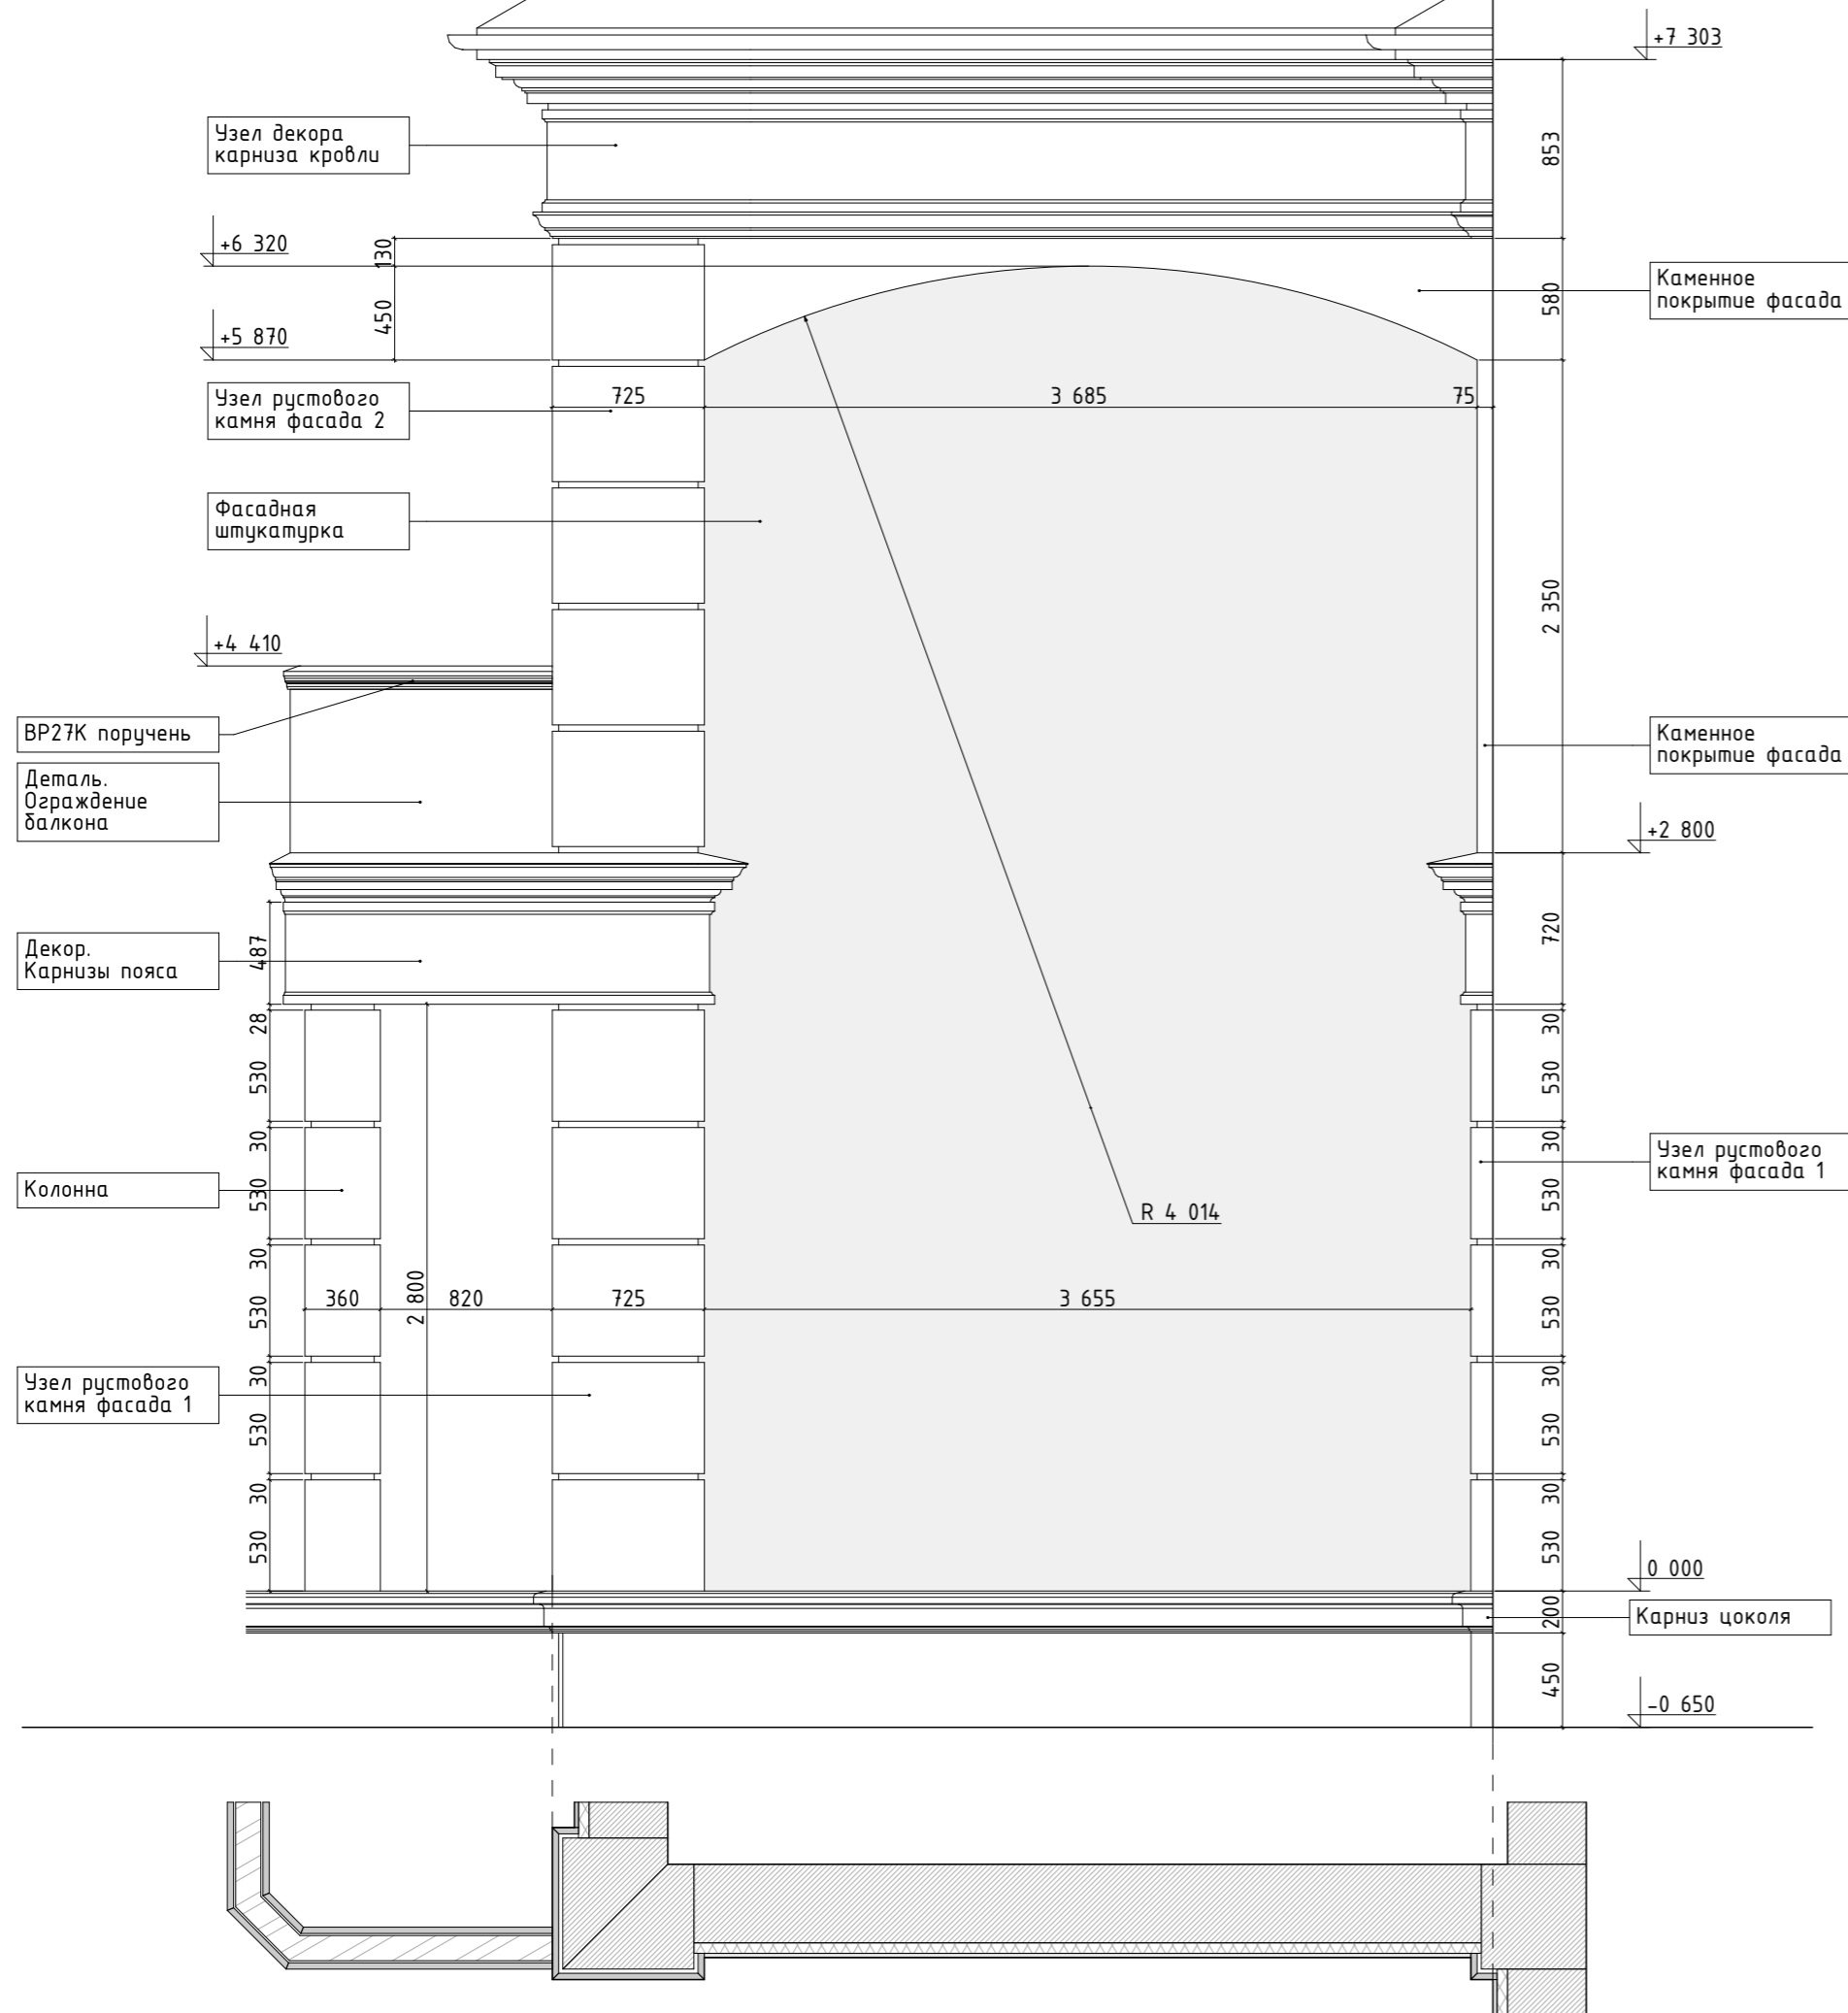 +7 303
853
Узел декора
карниза кровли
+6 320
130
450
+5 870
580
Каменное
покрытие фасада
Узел рустового
камня фасада 2
725
3 685
75
Фасадная
штукатурка
2 350
+4 410
ВР27К поручень
Деталь.
Ограждение
балкона
Каменное
покрытие фасада
+2 800
720
487
Декор.
Карнизы пояса
28
530
30
530
30
530
30
530
30
530
Колонна
2 800
30
530
30
530
30
530
30
530
30
530
Узел рустового
камня фасада 1
R 4 014
360
820
725
3 655
Узел рустового
камня фасада 1
0 000
200
Карниз цоколя
450
-0 650